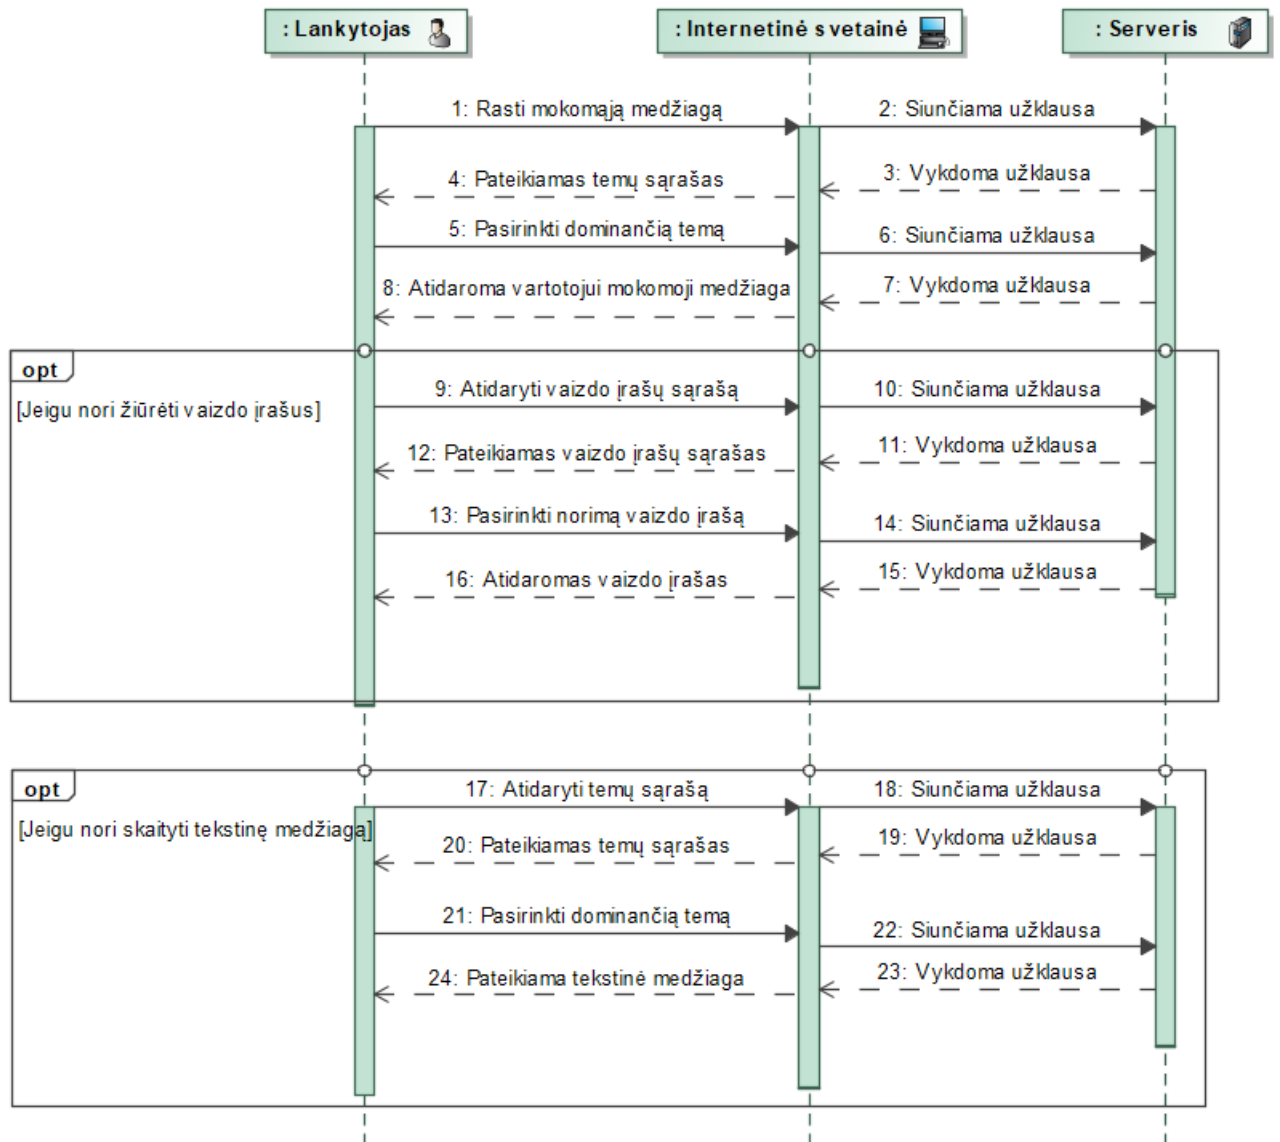 : Lankytojas
: Internetinė svetainė
: Serveris
1: Rasti mokomąją medžiagą
2: Siunčiama užklausa
3: Vykdoma užklausa
4: Pateikiamas temų sąrašas
5: Pasirinkti dominančią temą
6: Siunčiama užklausa
7: Vykdoma užklausa
8: Atidaroma vartotojui mokomoji medžiaga
opt
[Jeigu nori žiūrėti vaizdo įrašus]
9: Atidaryti vaizdo įrašų sąrašą
10: Siunčiama užklausa
11: Vykdoma užklausa
12: Pateikiamas vaizdo įrašų sąrašas
13: Pasirinkti norimą vaizdo įrašą
14: Siunčiama užklausa
15: Vykdoma užklausa
16: Atidaromas vaizdo įrašas
opt
[Jeigu nori skaityti tekstinę medžiagą]
17: Atidaryti temų sąrašą
18: Siunčiama užklausa
19: Vykdoma užklausa
20: Pateikiamas temų sąrašas
21: Pasirinkti dominančią temą
22: Siunčiama užklausa
23: Vykdoma užklausa
24: Pateikiama tekstinė medžiaga